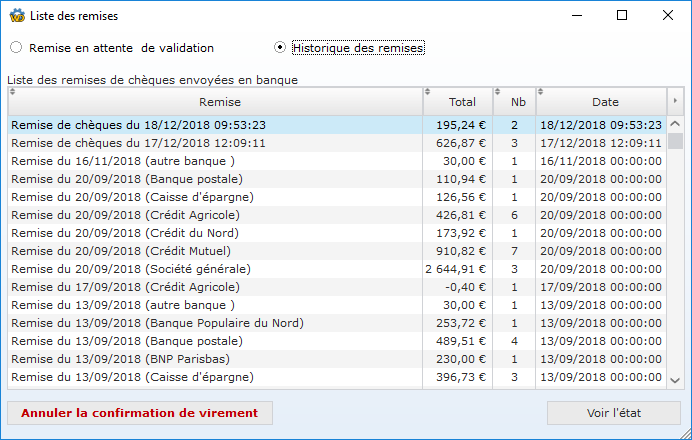 Liste des remises
Remise en attente de validation Historique des remises
Liste des remises de chèques envoyées en banque
Remise Total Nb Date
Remise de chèques du 18/12/2018 09:53:23 195,24 € 2 18/12/2018 09:53:23
Remise de chèques du 17/12/2018 12:09:11 626,87 € 3 17/12/2018 12:09:11
Remise du 16/11/2018 (autre banque ) 30,00 € 1 16/11/2018 00:00:00
Remise du 20/09/2018 (Banque postale) 110,94 € 1 20/09/2018 00:00:00
Remise du 20/09/2018 (Caisse d'épargne) 126,56 € 1 20/09/2018 00:00:00
Remise du 20/09/2018 (Crédit Agricole) 426,81 € 6 20/09/2018 00:00:00
Remise du 20/09/2018 (Crédit du Nord) 173,92 € 1 20/09/2018 00:00:00
Remise du 20/09/2018 (Crédit Mutuel) 910,82 € 7 20/09/2018 00:00:00
Remise du 20/09/2018 (Société générale) 2 644,91 € 3 20/09/2018 00:00:00
Remise du 17/09/2018 (Crédit Agricole) -0,40 € 1 17/09/2018 00:00:00
Remise du 13/09/2018 (autre banque ) 30,00 € 1 13/09/2018 00:00:00
Remise du 13/09/2018 (Banque Populaire du Nord) 253,72 € 1 13/09/2018 00:00:00
Remise du 13/09/2018 (Banque postale) 489,51 € 4 13/09/2018 00:00:00
Remise du 13/09/2018 (BNP Parisbas) 230,00 € 1 13/09/2018 00:00:00
Remise du 13/09/2018 (Caisse d'épargne) 396,73 € 3 13/09/2018 00:00:00
Annuler la confirmation de virement Voir l'état